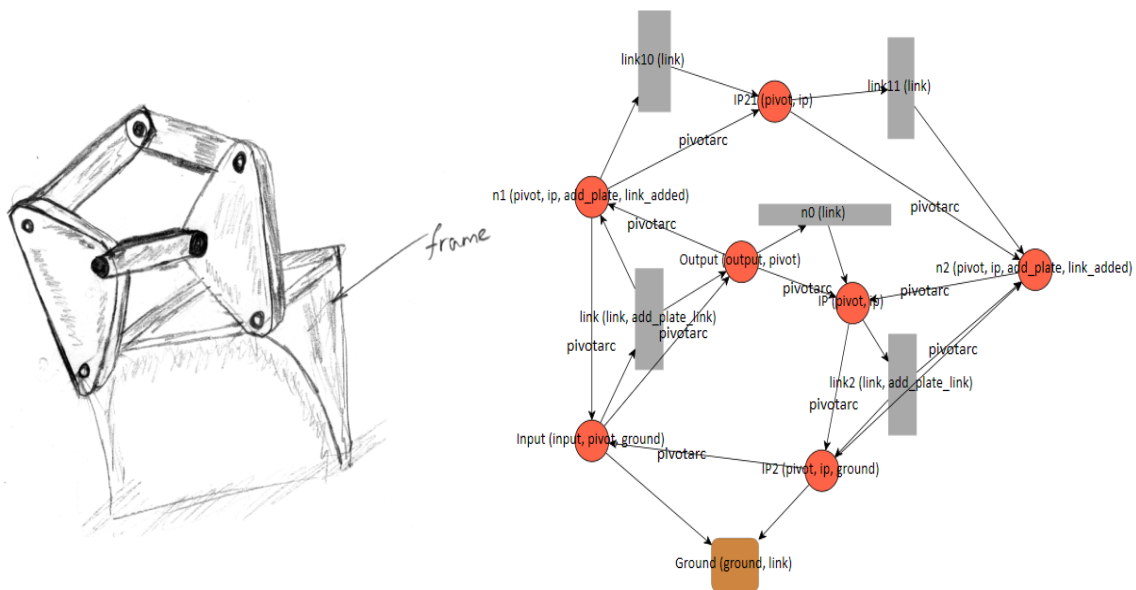 frame
link10 (link)
link11 (link)
IP21 (pivot, ip)
pivotarc
n1 (pivot, ip, add_plate, link_added)
pivotarc
n0 (link)
pivotarc
Output (output, pivot)
n2 (pivot, ip, add_plate, link_added)
pivotarc
pivotarc
IP (pivot, ip)
link (link, add_plate_link)
pivotarc
pivotarc
pivotarc
link2 (link, add_plate_link)
pivotarc
Input (input, pivot, ground)
pivotarc
IP2 (pivot, ip, ground)
Ground (ground, link)